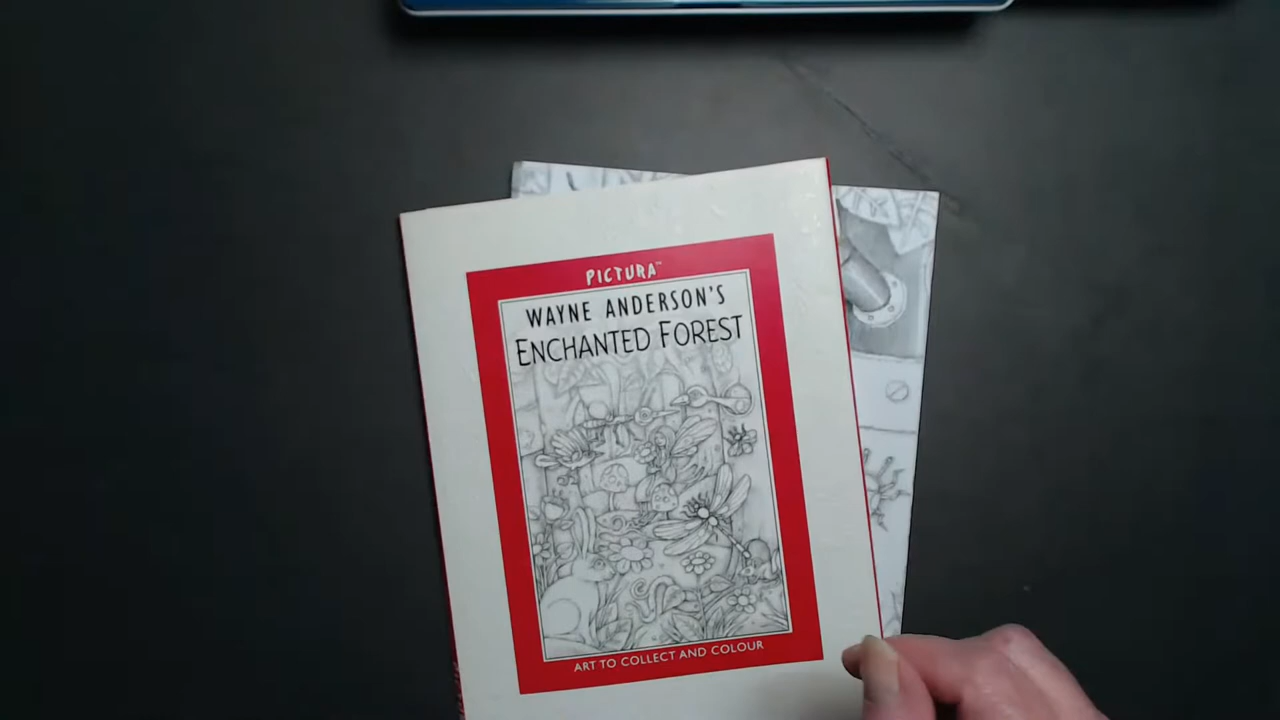 PICTURA™
WAYNE ANDERSON'S
ENCHANTED FOREST
ART TO COLLECT AND COLOUR